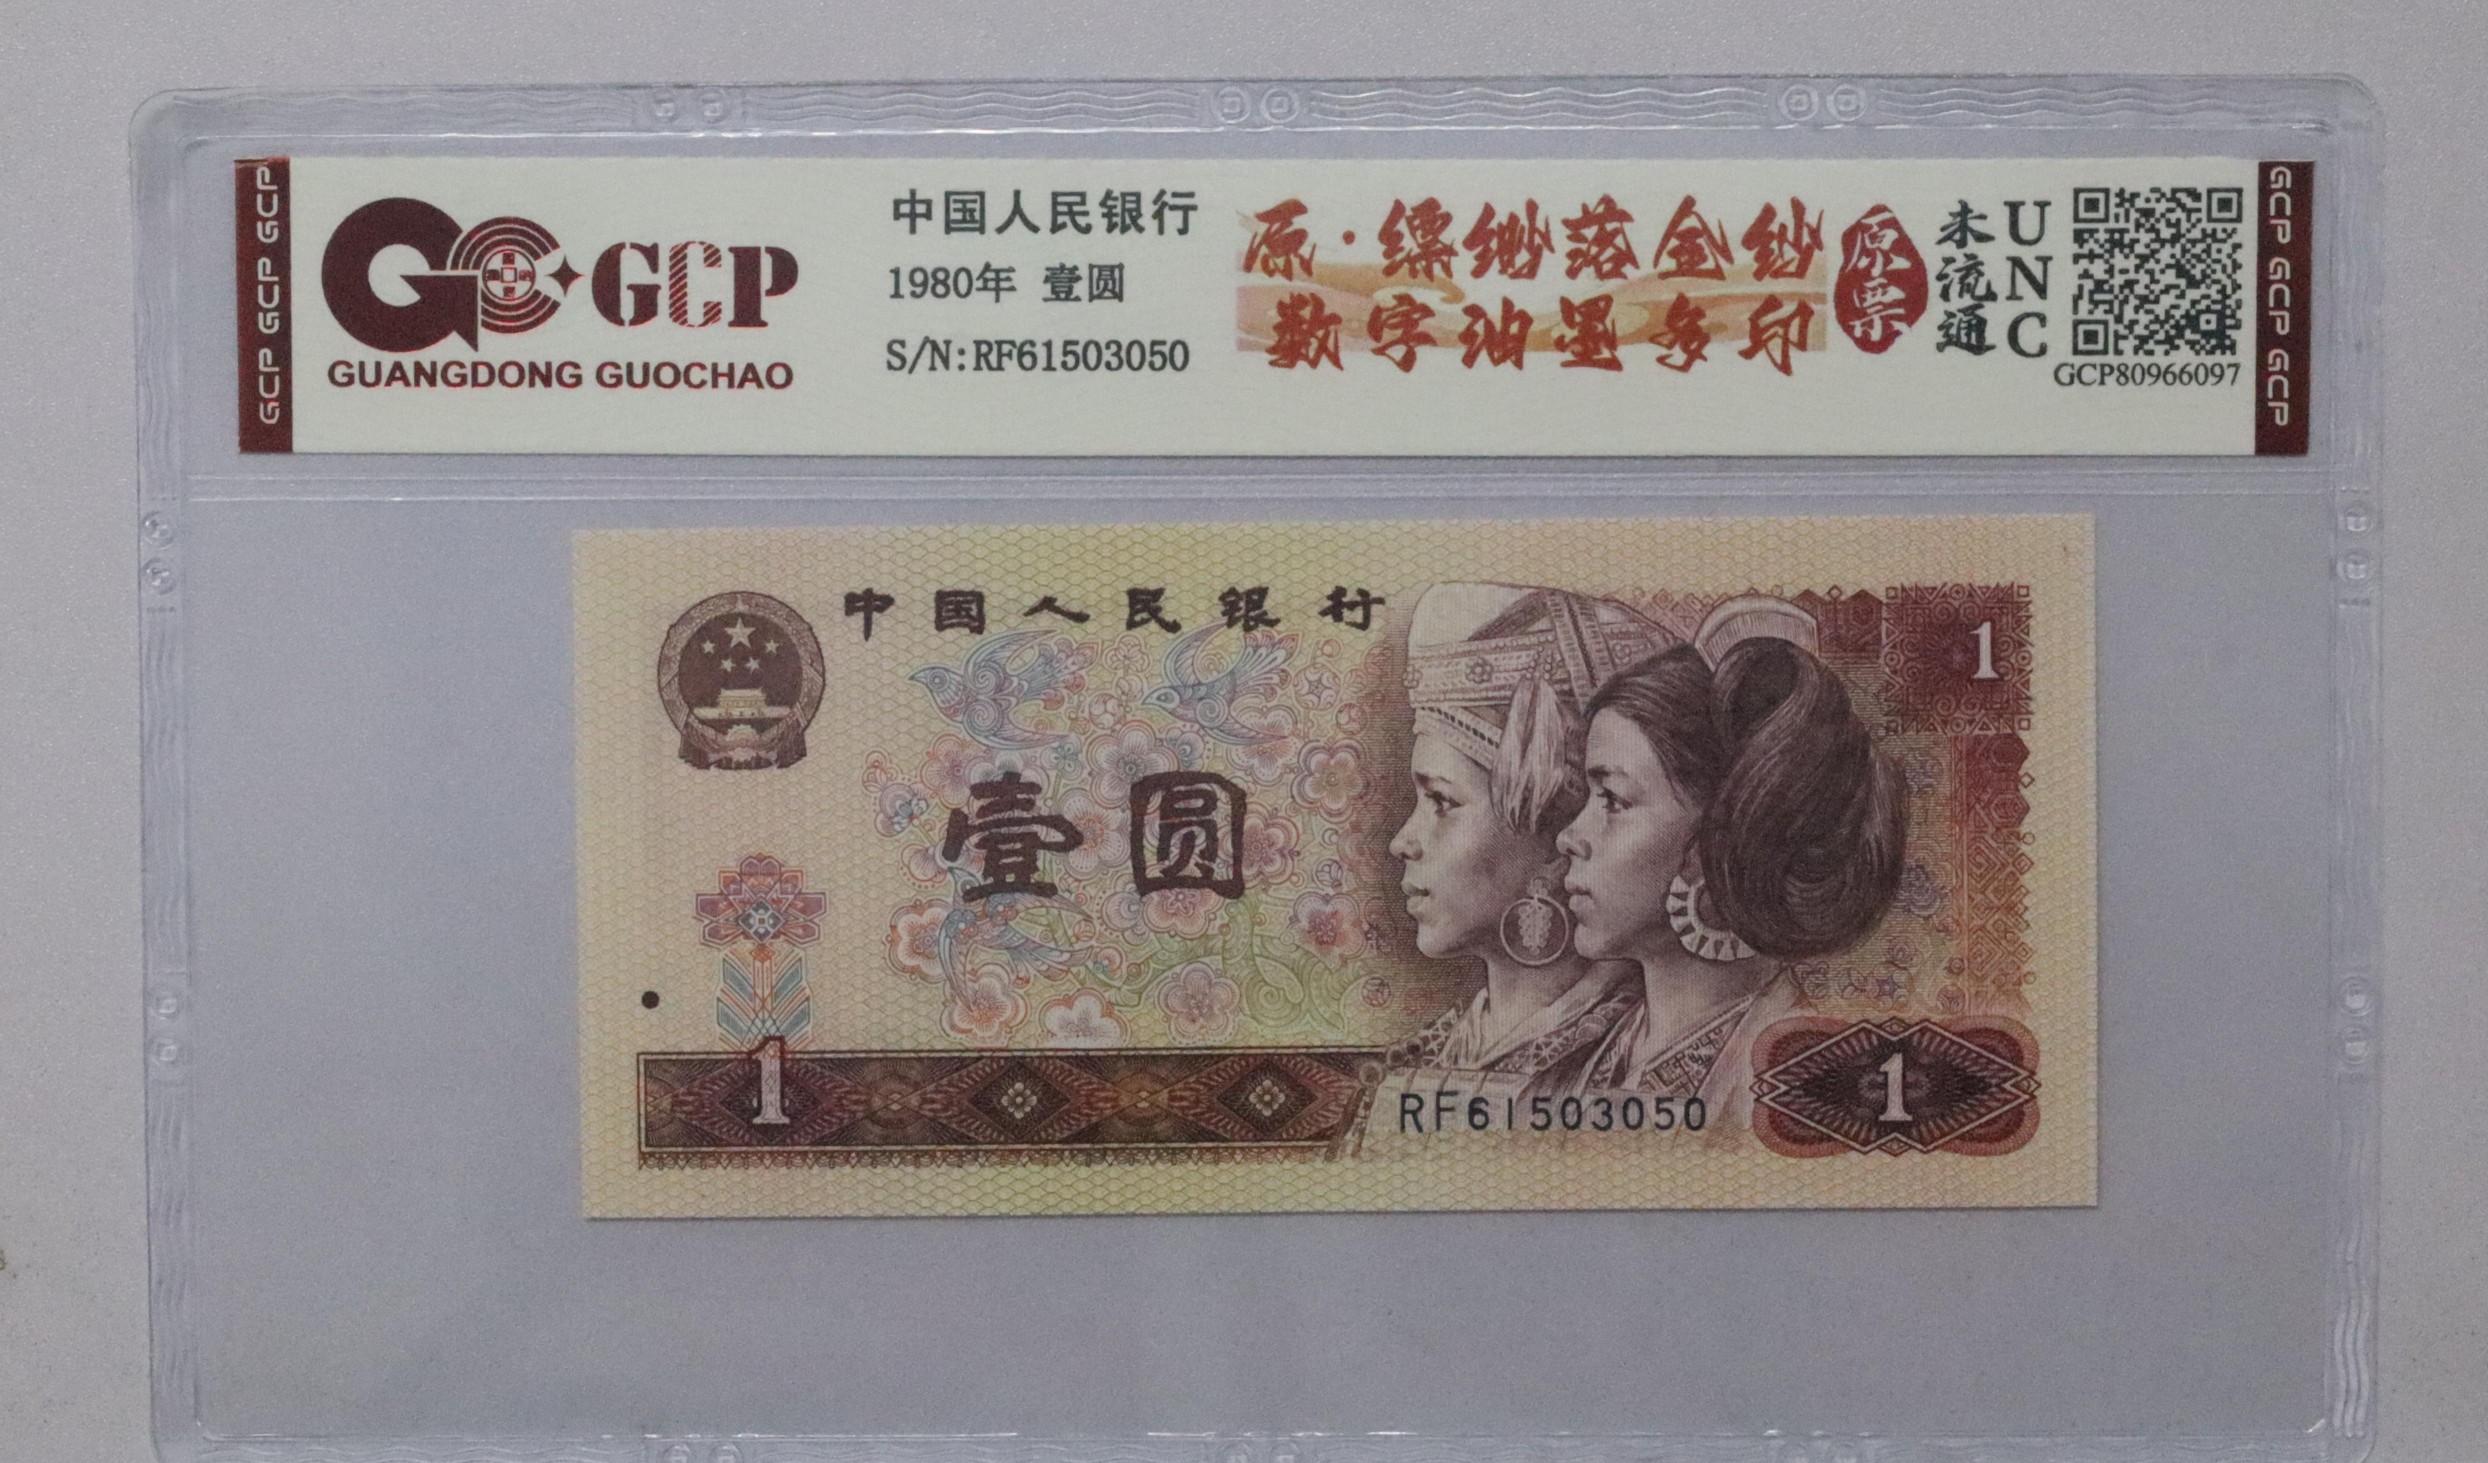 GCP GCP GCP
GCP
GUANGDONG GUOCHAO
中国人民银行
1980年 壹圆
S/N:RF61503050
原·缥缈落金纱
数字油墨多印
原票
未流通
UNC
GCP80966097
GCP GCP GCP
中国人民银行
1
壹圆
1
RF61503050
1